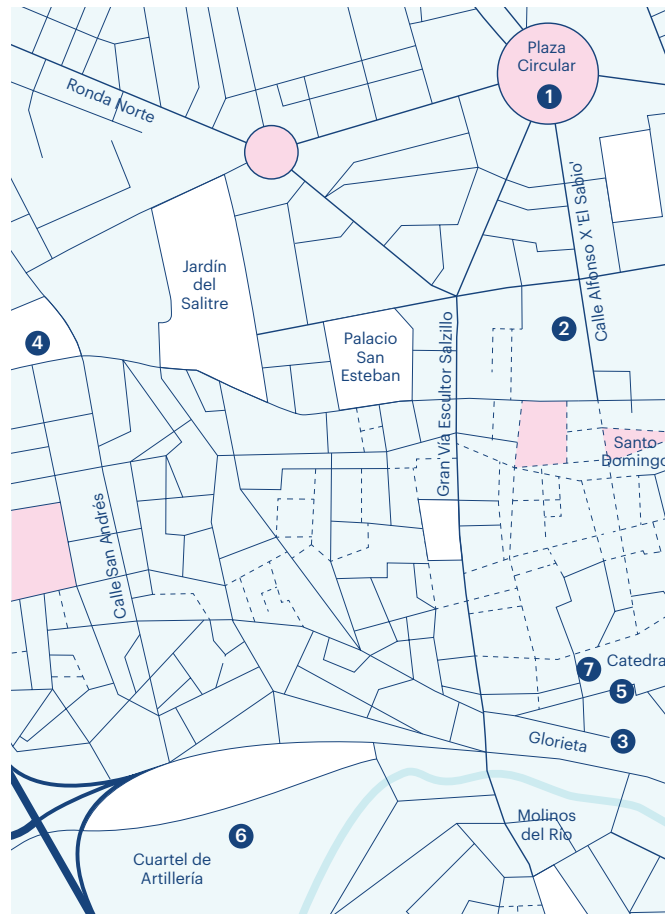 Plaza
Circular
1
Ronda Norte
Calle Alfonso X 'El Sabio'
Jardín
del
Salitre
2
4
Palacio
San
Esteban
Gran Vía Escultor Salzillo
Santo
Domingo
Calle San Andrés
7
Catedra
5
Glorieta
3
Molinos
del Río
6
Cuartel de
Artillería